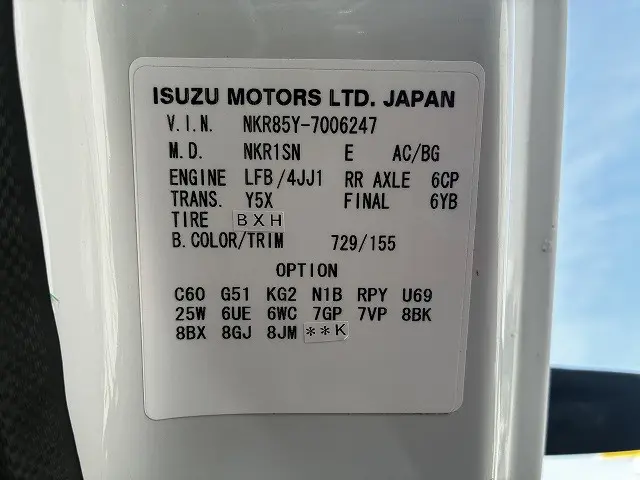 ISUZU MOTORS LTD. JAPAN
V.I.N. NKR85Y-7006247
M.D. NKR1SN E AC/BG
ENGINE LFB/4JJ1 RR AXLE 6CP
TRANS. Y5X FINAL 6YB
TIRE BXH
B.COLOR/TRIM 729/155
OPTION
C60 G51 KG2 N1B RPY U69
25W 6UE 6WC 7GP 7VP 8BK
8BX 8GJ 8JM **K